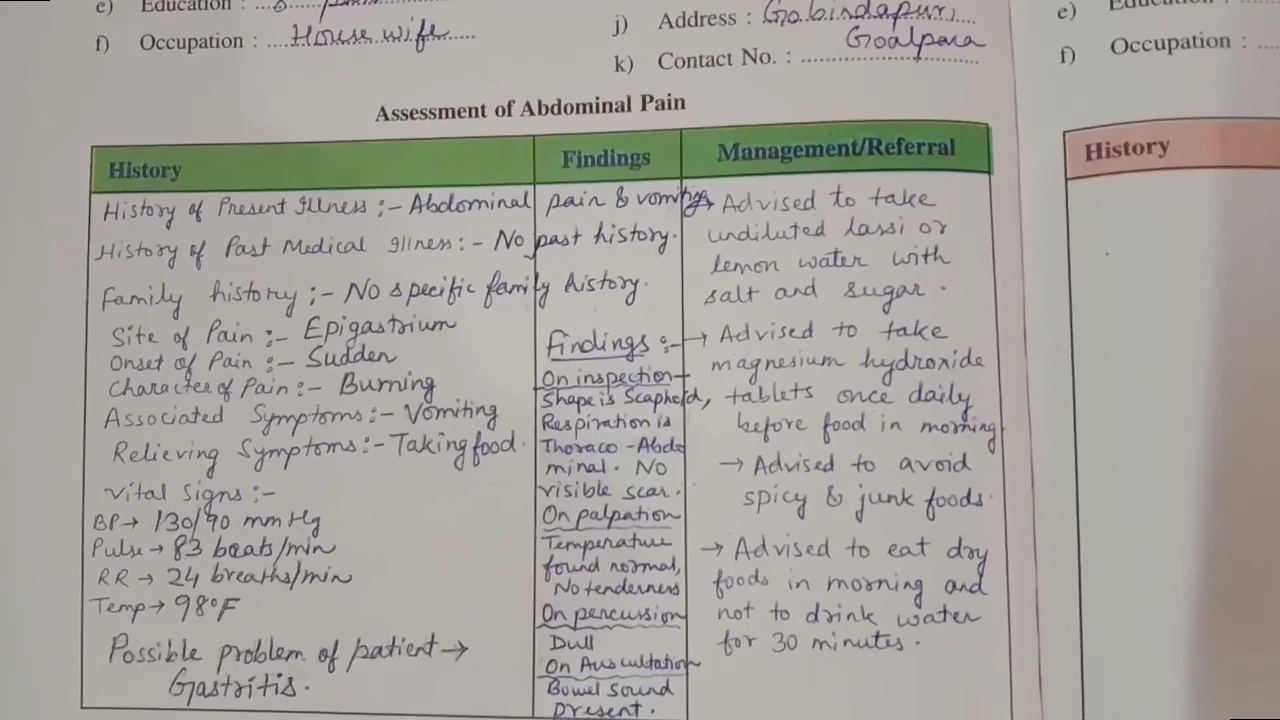 e) Education :
f) Occupation : House wife
j) Address : Gobindapur,
Goalpara
k) Contact No. :
e)
f) Occupation :
Assessment of Abdominal Pain
History
Findings
Management/Referral
History of Present Illness :- Abdominal pain & vomiting
History of Past Medical Illness :- No past history.
Family history :- No specific family history.
Site of Pain :- Epigastrium
Onset of Pain :- Sudden
Character of Pain :- Burning
Associated Symptoms :- Vomiting
Relieving Symptoms :- Taking food.
Vital Signs :-
BP → 130/90 mmHg
Pulse → 83 beats/min
RR → 24 breaths/min
Temp → 98°F
Possible problem of patient →
Gastritis.
Findings :-
On inspection -
Shape is Scaphoid,
Respiration is
Thoraco - Abdo
minal. No
visible scar.
On palpation
Temperature
found normal,
No tenderness
On percussion
Dull
On Auscultation
Bowel sound
present.
→ Advised to take
undiluted lassi or
lemon water with
salt and sugar.
→ Advised to take
magnesium hydroxide
tablets once daily
before food in morning
→ Advised to avoid
spicy & junk foods.
→ Advised to eat dry
foods in morning and
not to drink water
for 30 minutes.
History